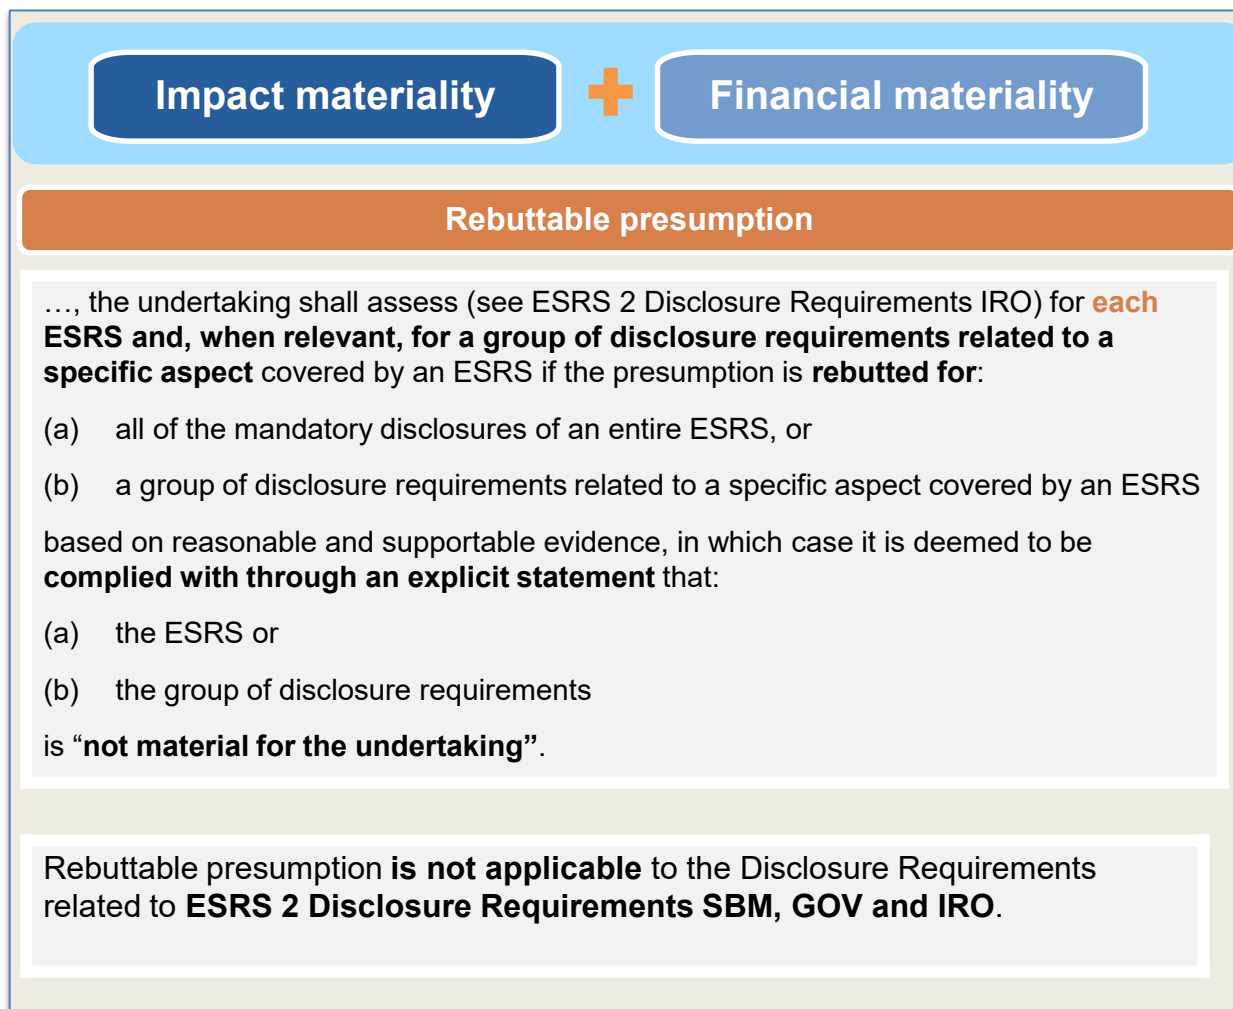 Impact materiality
Financial materiality
Rebuttable presumption
…, the undertaking shall assess (see ESRS 2 Disclosure Requirements IRO) for each
ESRS and, when relevant, for a group of disclosure requirements related to a
specific aspect covered by an ESRS if the presumption is rebutted for:
(a) all of the mandatory disclosures of an entire ESRS, or
(b) a group of disclosure requirements related to a specific aspect covered by an ESRS
based on reasonable and supportable evidence, in which case it is deemed to be
complied with through an explicit statement that:
(a) the ESRS or
(b) the group of disclosure requirements
is “not material for the undertaking”.
Rebuttable presumption is not applicable to the Disclosure Requirements
related to ESRS 2 Disclosure Requirements SBM, GOV and IRO.